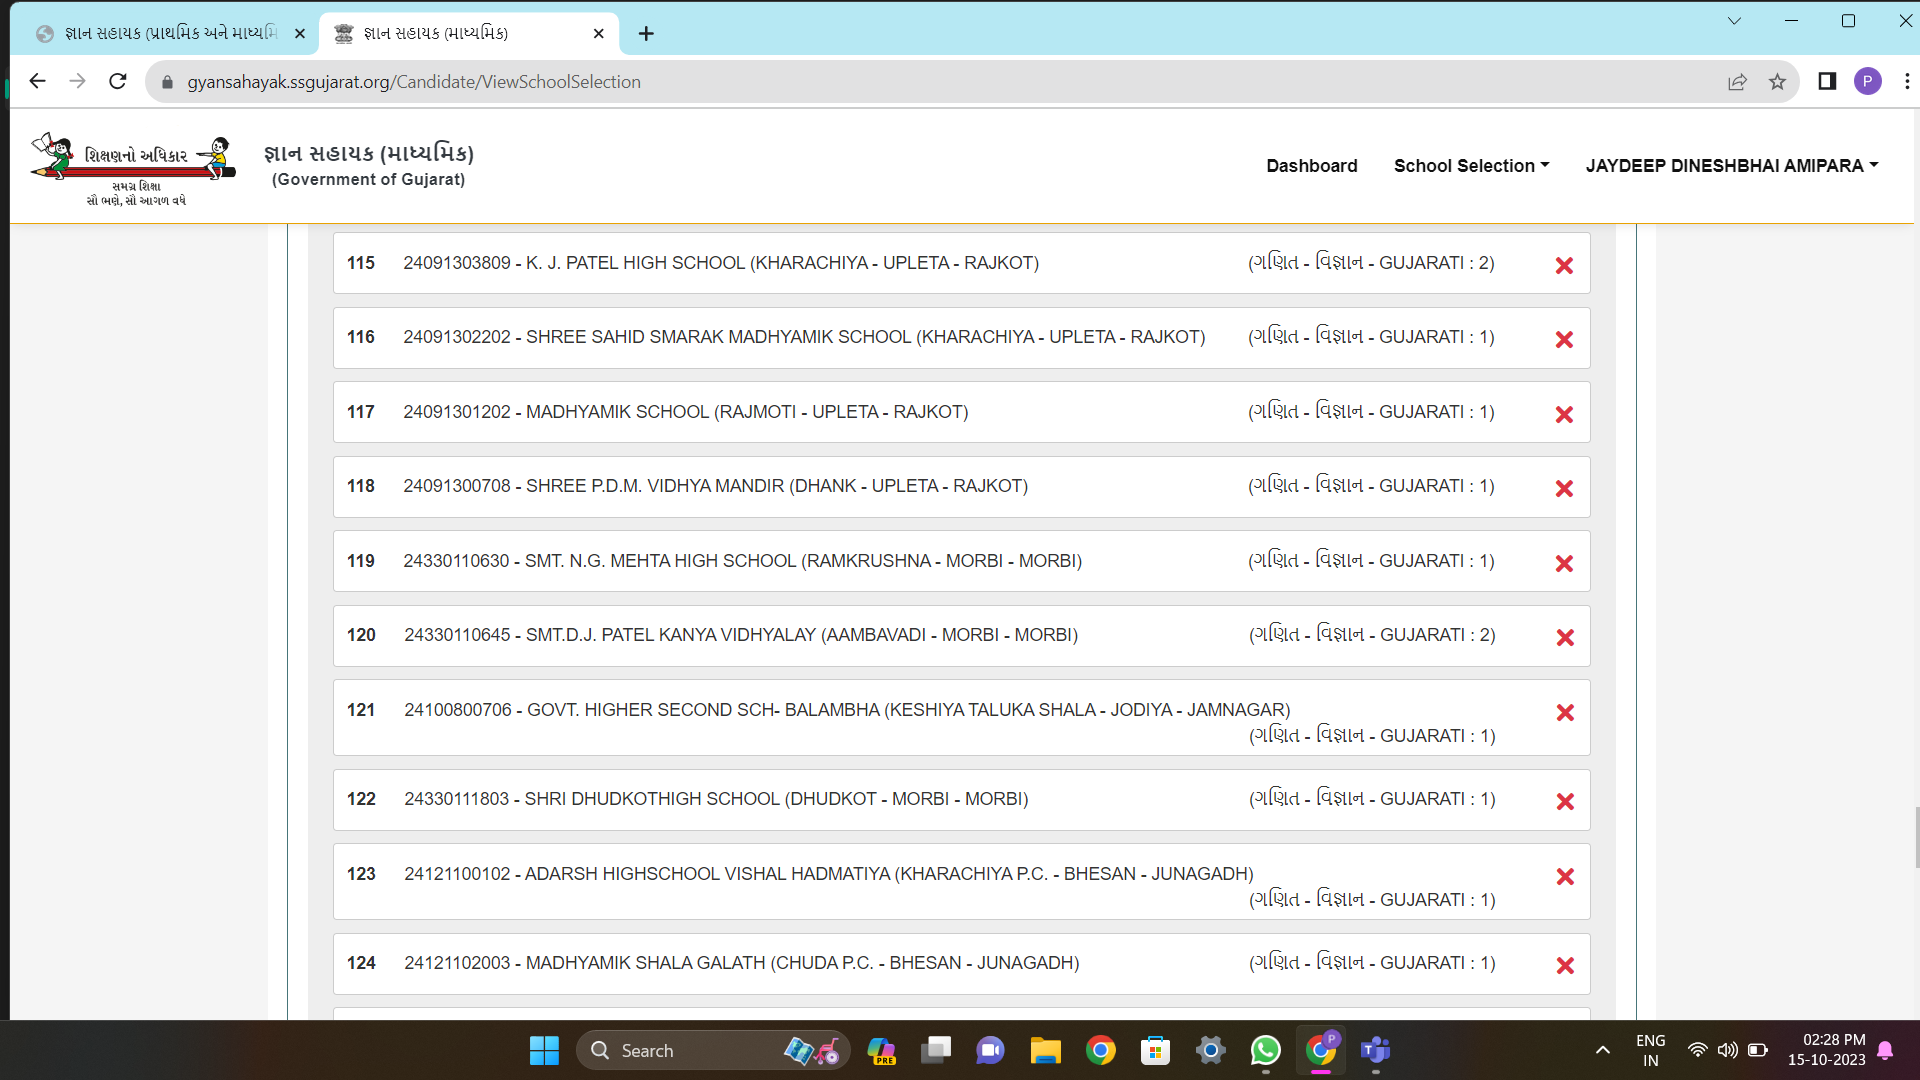 જ્ઞાન સહાયક (પ્રાથમિક અને માધ્યમિ
જ્ઞાન સહાયક (માધ્યમિક)
gyansahayak.ssgujarat.org/Candidate/ViewSchoolSelection
P
શિક્ષણનો અધિકાર
સમગ્ર શિક્ષા
સૌ ભણે, સૌ આગળ વધે
જ્ઞાન સહાયક (માધ્યમિક)
(Government of Gujarat)
Dashboard
School Selection
JAYDEEP DINESHBHAI AMIPARA
115 24091303809 - K. J. PATEL HIGH SCHOOL (KHARACHIYA - UPLETA - RAJKOT) (ગણિત - વિજ્ઞાન - GUJARATI : 2)
116 24091302202 - SHREE SAHID SMARAK MADHYAMIK SCHOOL (KHARACHIYA - UPLETA - RAJKOT) (ગણિત - વિજ્ઞાન - GUJARATI : 1)
117 24091301202 - MADHYAMIK SCHOOL (RAJMOTI - UPLETA - RAJKOT) (ગણિત - વિજ્ઞાન - GUJARATI : 1)
118 24091300708 - SHREE P.D.M. VIDHYA MANDIR (DHANK - UPLETA - RAJKOT) (ગણિત - વિજ્ઞાન - GUJARATI : 1)
119 24330110630 - SMT. N.G. MEHTA HIGH SCHOOL (RAMKRUSHNA - MORBI - MORBI) (ગણિત - વિજ્ઞાન - GUJARATI : 1)
120 24330110645 - SMT.D.J. PATEL KANYA VIDHYALAY (AAMBAVADI - MORBI - MORBI) (ગણિત - વિજ્ઞાન - GUJARATI : 2)
121 24100800706 - GOVT. HIGHER SECOND SCH- BALAMBHA (KESHIYA TALUKA SHALA - JODIYA - JAMNAGAR)
(ગણિત - વિજ્ઞાન - GUJARATI : 1)
122 24330111803 - SHRI DHUDKOTHIGH SCHOOL (DHUDKOT - MORBI - MORBI) (ગણિત - વિજ્ઞાન - GUJARATI : 1)
123 24121100102 - ADARSH HIGHSCHOOL VISHAL HADMATIYA (KHARACHIYA P.C. - BHESAN - JUNAGADH)
(ગણિત - વિજ્ઞાન - GUJARATI : 1)
124 24121102003 - MADHYAMIK SHALA GALATH (CHUDA P.C. - BHESAN - JUNAGADH) (ગણિત - વિજ્ઞાન - GUJARATI : 1)
Search
PRE
P
ENG
IN
02:28 PM
15-10-2023